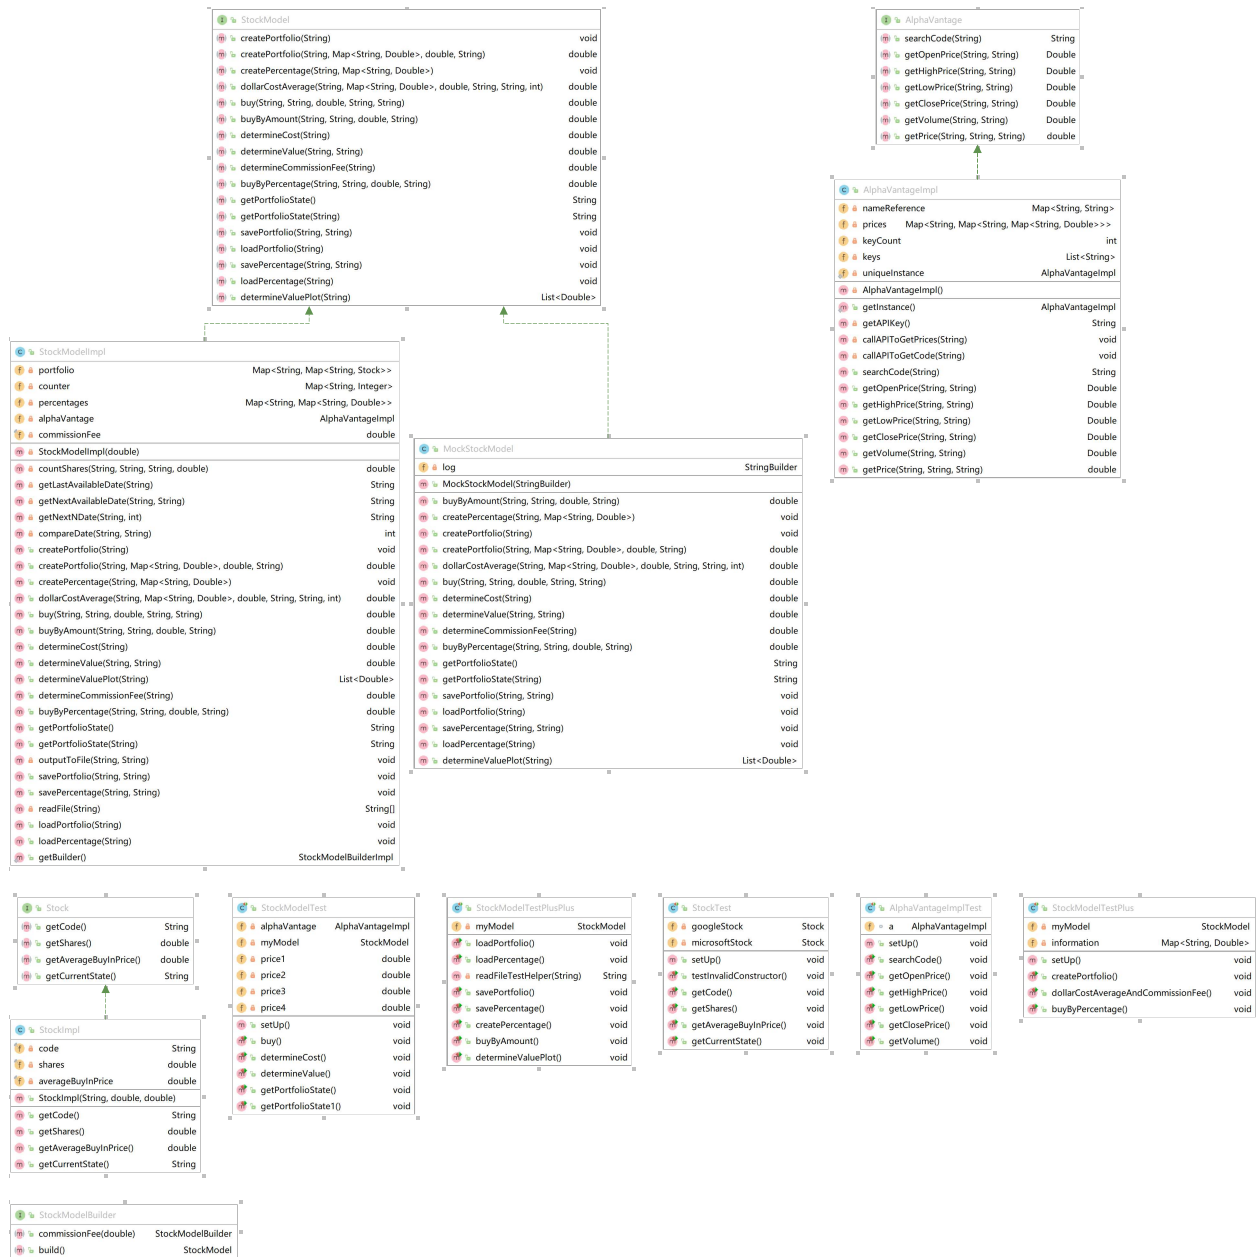 StockModel
createPortfolio(String) void
createPortfolio(String, Map<String, Double>, double, String) double
createPercentage(String, Map<String, Double>) void
dollarCostAverage(String, Map<String, Double>, double, String, String, int) double
buy(String, String, double, String, String) double
buyByAmount(String, String, double, String) double
determineCost(String) double
determineValue(String, String) double
determineCommissionFee(String) double
buyByPercentage(String, String, double, String) double
getPortfolioState() String
getPortfolioState(String) String
savePortfolio(String, String) void
loadPortfolio(String) void
savePercentage(String, String) void
loadPercentage(String) void
determineValuePlot(String) List<Double>
AlphaVantage
searchCode(String) String
getOpenPrice(String, String) Double
getHighPrice(String, String) Double
getLowPrice(String, String) Double
getClosePrice(String, String) Double
getVolume(String, String) Double
getPrice(String, String, String) double
AlphaVantageImpl
nameReference Map<String, String>
prices Map<String, Map<String, Map<String, Double>>>
keyCount int
keys List<String>
uniqueInstance AlphaVantageImpl
AlphaVantageImpl()
getInstance() AlphaVantageImpl
getAPIKey() String
callAPIToGetPrices(String) void
callAPIToGetCode(String) void
searchCode(String) String
getOpenPrice(String, String) Double
getHighPrice(String, String) Double
getLowPrice(String, String) Double
getClosePrice(String, String) Double
getVolume(String, String) Double
getPrice(String, String, String) double
StockModelImpl
portfolio Map<String, Map<String, Stock>>
counter Map<String, Integer>
percentages Map<String, Map<String, Double>>
alphaVantage AlphaVantageImpl
commissionFee double
StockModelImpl(double)
countShares(String, String, String, double) double
getLastAvailableDate(String) String
getNextAvailableDate(String, String) String
getNextNDate(String, int) String
compareDate(String, String) int
createPortfolio(String) void
createPortfolio(String, Map<String, Double>, double, String) double
createPercentage(String, Map<String, Double>) void
dollarCostAverage(String, Map<String, Double>, double, String, String, int) double
buy(String, String, double, String, String) double
buyByAmount(String, String, double, String) double
determineCost(String) double
determineValue(String, String) double
determineValuePlot(String) List<Double>
determineCommissionFee(String) double
buyByPercentage(String, String, double, String) double
getPortfolioState() String
getPortfolioState(String) String
outputToFile(String, String) void
savePortfolio(String, String) void
savePercentage(String, String) void
readFile(String) String[]
loadPortfolio(String) void
loadPercentage(String) void
getBuilder() StockModelBuilderImpl
MockStockModel
log StringBuilder
MockStockModel(StringBuilder)
buyByAmount(String, String, double, String) double
createPercentage(String, Map<String, Double>) void
createPortfolio(String) void
createPortfolio(String, Map<String, Double>, double, String) double
dollarCostAverage(String, Map<String, Double>, double, String, String, int) double
buy(String, String, double, String, String) double
determineCost(String) double
determineValue(String, String) double
determineCommissionFee(String) double
buyByPercentage(String, String, double, String) double
getPortfolioState() String
getPortfolioState(String) String
savePortfolio(String, String) void
loadPortfolio(String) void
savePercentage(String, String) void
loadPercentage(String) void
determineValuePlot(String) List<Double>
Stock
getCode() String
getShares() double
getAverageBuyInPrice() double
getCurrentState() String
StockImpl
code String
shares double
averageBuyInPrice double
StockImpl(String, double, double)
getCode() String
getShares() double
getAverageBuyInPrice() double
getCurrentState() String
StockModelTest
alphaVantage AlphaVantageImpl
myModel StockModel
price1 double
price2 double
price3 double
price4 double
setUp() void
buy() void
determineCost() void
determineValue() void
getPortfolioState() void
getPortfolioState1() void
StockModelTestPlusPlus
myModel StockModel
loadPortfolio() void
loadPercentage() void
readFileTestHelper(String) String
savePortfolio() void
savePercentage() void
createPercentage() void
buyByAmount() void
determineValuePlot() void
StockTest
googleStock Stock
microsoftStock Stock
setUp() void
testInvalidConstructor() void
getCode() void
getShares() void
getAverageBuyInPrice() void
getCurrentState() void
AlphaVantageImplTest
a AlphaVantageImpl
setUp() void
searchCode() void
getOpenPrice() void
getHighPrice() void
getLowPrice() void
getClosePrice() void
getVolume() void
StockModelTestPlus
myModel StockModel
information Map<String, Double>
setUp() void
createPortfolio() void
dollarCostAverageAndCommissionFee() void
buyByPercentage() void
StockModelBuilder
commissionFee(double) StockModelBuilder
build() StockModel